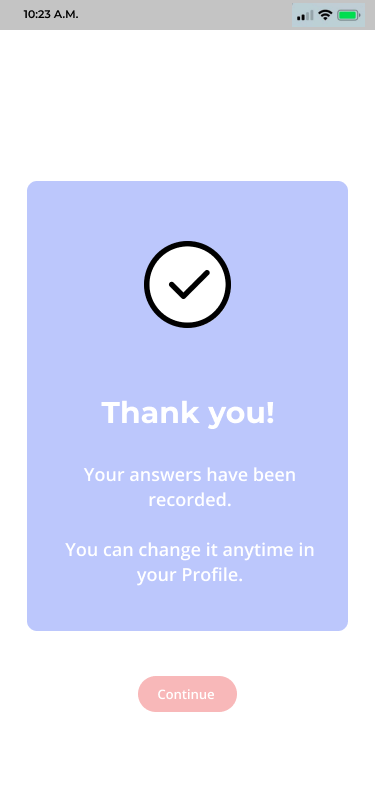 10:23 A.M.
Thank you!
Your answers have been
recorded.
You can change it anytime in
your Profile.
Continue